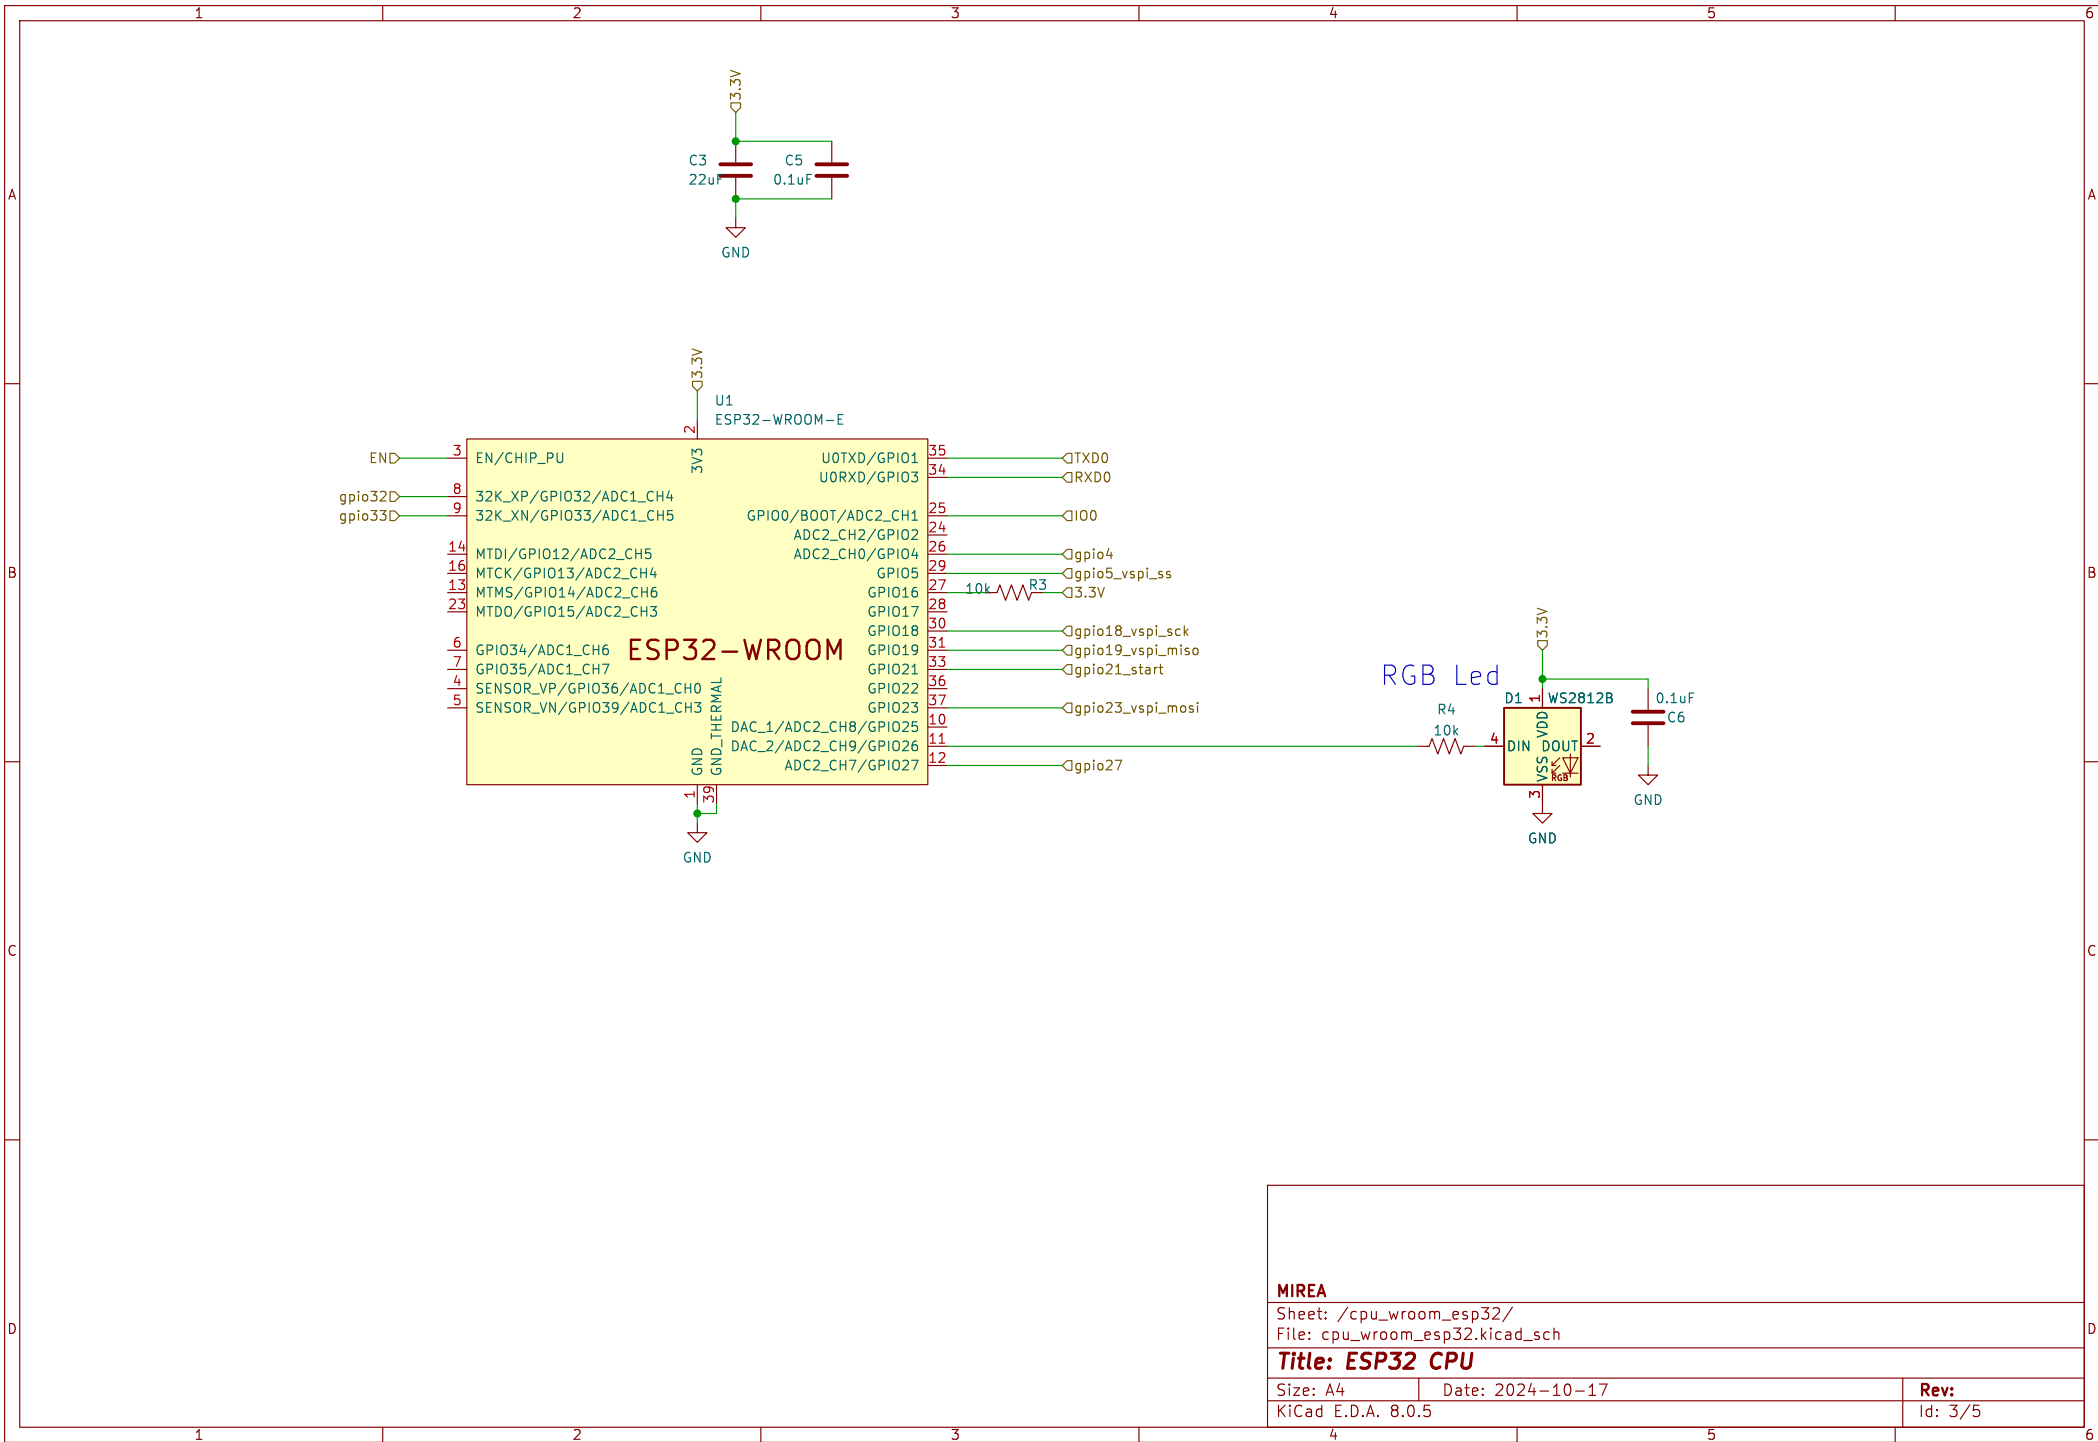 1 2 3 4 5 6
3.3V
C3 C5
22uF 0.1uF
A A
GND
3.3V
U1
ESP32-WROOM-E
2
3V3
EN 3 EN/CHIP_PU U0TXD/GPIO1 35 TXD0
U0RXD/GPIO3 34 RXD0
gpio32 8 32K_XP/GPIO32/ADC1_CH4
gpio33 9 32K_XN/GPIO33/ADC1_CH5 GPIO0/BOOT/ADC2_CH1 25 IO0
ADC2_CH2/GPIO2 24
14 MTDI/GPIO12/ADC2_CH5 ADC2_CH0/GPIO4 26 gpio4
B 16 MTCK/GPIO13/ADC2_CH4 GPIO5 29 gpio5_vspi_ss B
13 MTMS/GPIO14/ADC2_CH6 GPIO16 27 10k R3 3.3V
23 MTDO/GPIO15/ADC2_CH3 GPIO17 28
GPIO18 30 gpio18_vspi_sck
6 GPIO34/ADC1_CH6 ESP32-WROOM GPIO19 31 gpio19_vspi_miso
7 GPIO35/ADC1_CH7 GPIO21 33 gpio21_start
4 SENSOR_VP/GPIO36/ADC1_CH0 GPIO22 36
5 SENSOR_VN/GPIO39/ADC1_CH3 GPIO23 37 gpio23_vspi_mosi
DAC_1/ADC2_CH8/GPIO25 10
DAC_2/ADC2_CH9/GPIO26 11
ADC2_CH7/GPIO27 12 gpio27
GND GND_THERMAL
1 39
GND
3.3V
RGB Led
D1 1 WS2812B 0.1uF
R4 C6
10k VDD
4 DIN DOUT 2
VSS RGB
3
GND
GND
C C
MIREA
Sheet: /cpu_wroom_esp32/
D File: cpu_wroom_esp32.kicad_sch D
Title: ESP32 CPU
Size: A4 Date: 2024-10-17 Rev:
KiCad E.D.A. 8.0.5 Id: 3/5
1 2 3 4 5 6